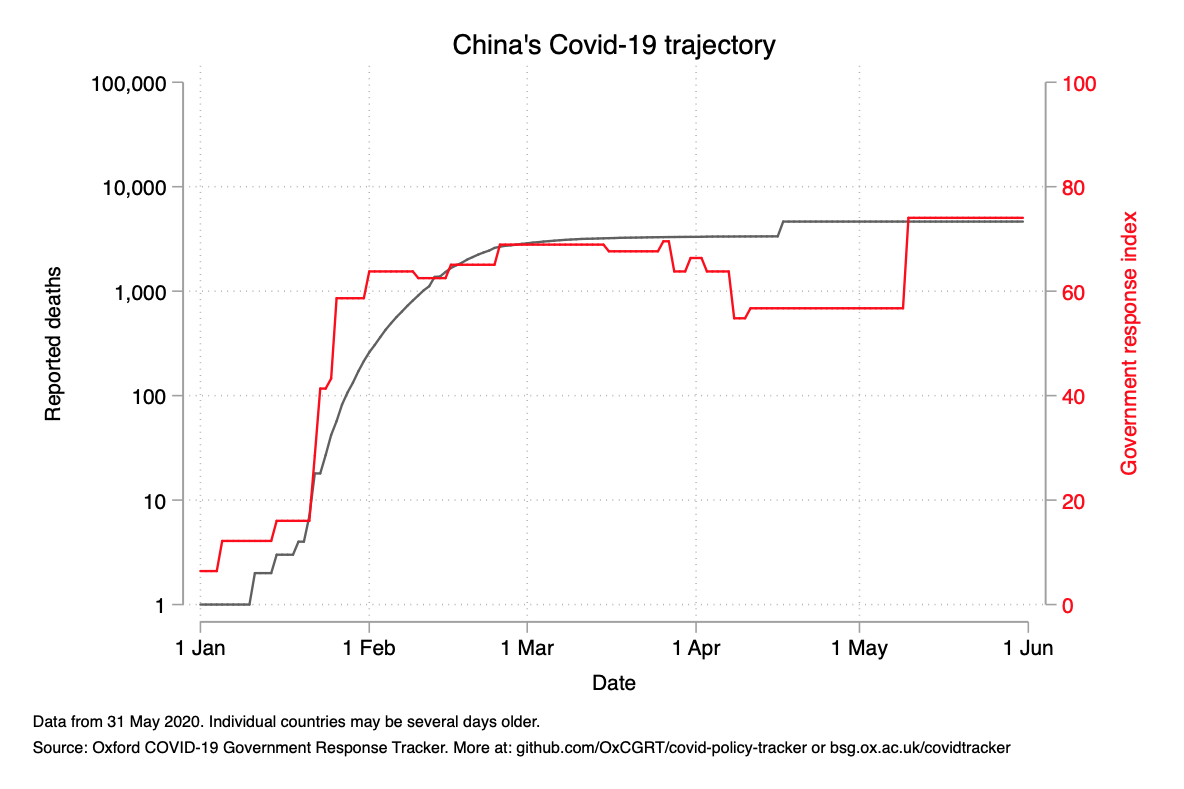 China's Covid-19 trajectory
100,000
10,000
1,000
100
10
1
Reported deaths
100
80
60
40
20
0
Government response index
1 Jan
1 Feb
1 Mar
1 Apr
1 May
1 Jun
Date
Data from 31 May 2020. Individual countries may be several days older.
Source: Oxford COVID-19 Government Response Tracker. More at: github.com/OxCGRT/covid-policy-tracker or bsg.ox.ac.uk/covidtracker